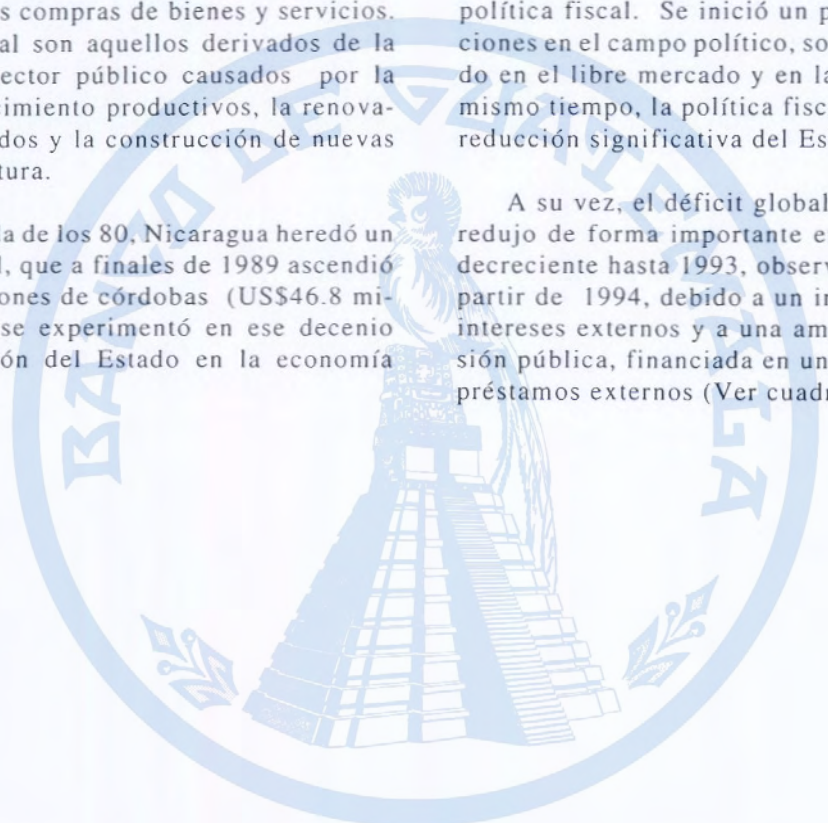 s compras de bienes y servicios.
al son aquellos derivados de la
ector público causados por la
cimiento productivos, la renova-
dos y la construcción de nuevas
tura.
la de los 80, Nicaragua heredó un
l, que a finales de 1989 ascendió
ones de córdobas (US$46.8 mi-
se experimentó en ese decenio
ón del Estado en la economía
política fiscal. Se inició un p
ciones en el campo político, so
do en el libre mercado y en la
mismo tiempo, la política fisc
reducción significativa del Es
A su vez, el déficit global
redujo de forma importante e
decreciente hasta 1993, observ
partir de 1994, debido a un in
intereses externos y a una am
sión pública, financiada en un
préstamos externos (Ver cuadr
BANCO DE GUATEMALA